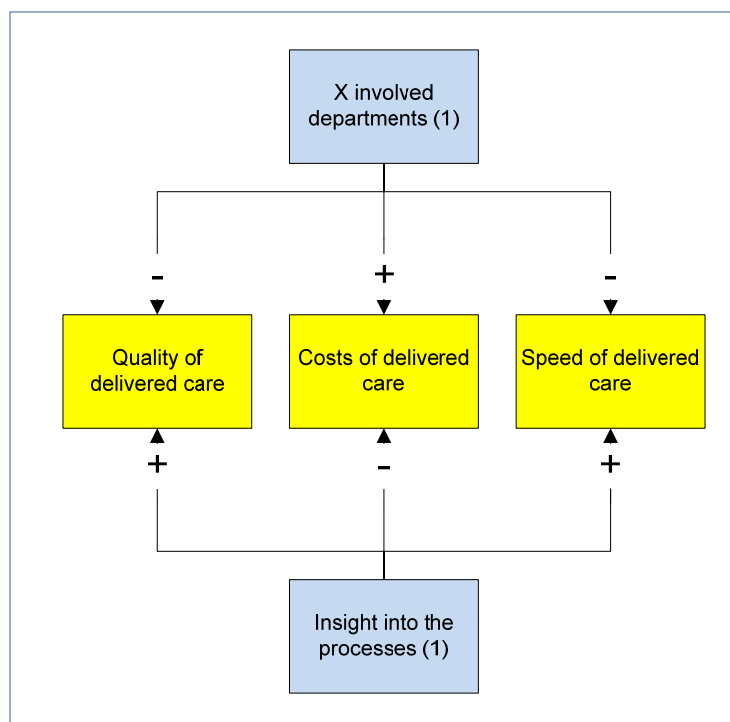 X involved
departments (1)
-
+
-
Quality of
delivered care
Costs of delivered
care
Speed of delivered
care
+
-
+
Insight into the
processes (1)